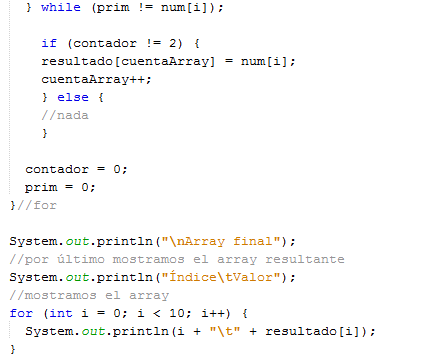 } while (prim != num[i]);
if (contador != 2) {
resultado[cuentaArray] = num[i];
cuentaArray++;
} else {
//nada
}
contador = 0;
prim = 0;
}//for
System.out.println("\nArray final");
//por último mostramos el array resultante
System.out.println("Índice\tValor");
//mostramos el array
for (int i = 0; i < 10; i++) {
System.out.println(i + "\t" + resultado[i]);
}